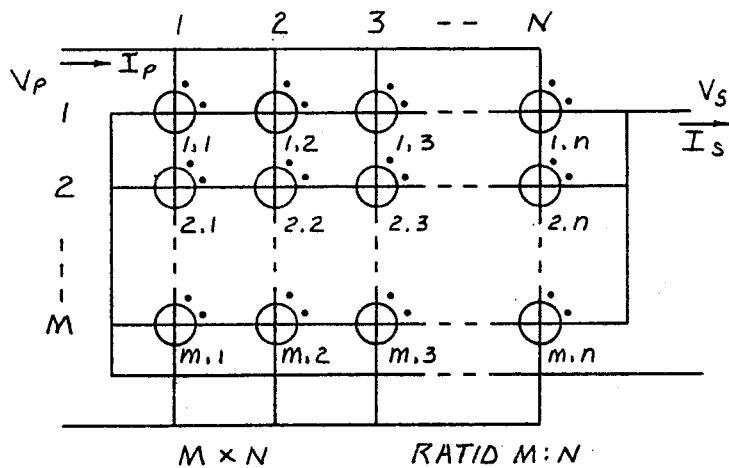 1 2 3 -- N
Vp Ip
1
Vs
Is
1,1 1,2 1,3 1,n
2
2.1 2.2 2.3 2.n
M
m.1 m.2 m.3 m.n
M x N RATIO M:N